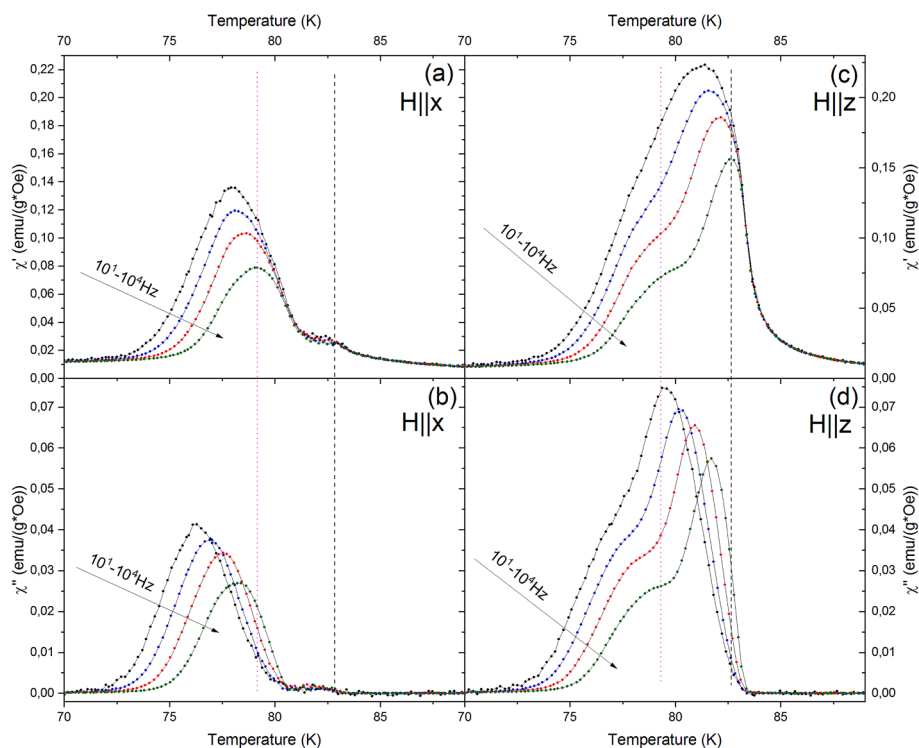 Temperature (K)
Temperature (K)
70 75 80 85
75 80 85
0,22
0,20
0,18
0,16
0,14
0,12
0,10
0,08
0,06
0,04
0,02
0,00
χ' (emu/(g*Oe)
(a)
H||x
10¹-10⁴Hz
(c)
H||z
10¹-10⁴Hz
0,20
0,15
0,10
0,05
0,00
χ' (emu/(g*Oe)
0,07
0,06
0,05
0,04
0,03
0,02
0,01
0,00
χ" (emu/(g*Oe)
(b)
H||x
10¹-10⁴Hz
(d)
H||z
10¹-10⁴Hz
0,07
0,06
0,05
0,04
0,03
0,02
0,01
0,00
χ" (emu/(g*Oe)
70 75 80 85 70 75 80 85
Temperature (K)
Temperature (K)